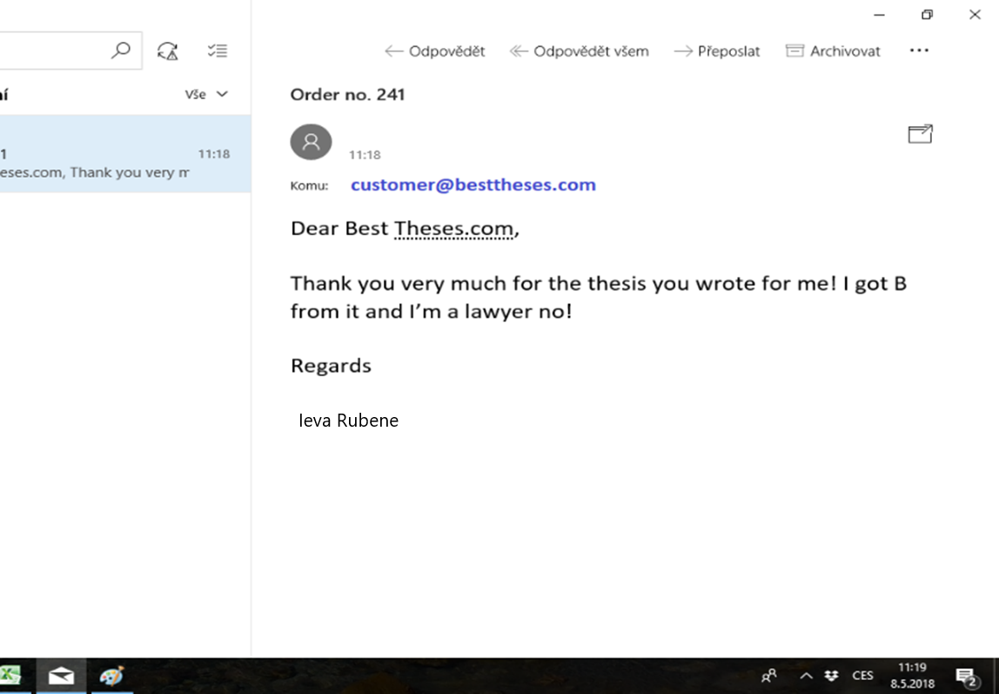 Odpovědět
Odpovědět všem
Přeposlat
Archivovat
ní
Vše
Order no. 241
1
11:18
eses.com, Thank you very m
11:18
Komu:
customer@besttheses.com
Dear Best Theses.com,
Thank you very much for the thesis you wrote for me! I got B
from it and I'm a lawyer no!
Regards
Ieva Rubene
CES
11:19
8.5.2018
2